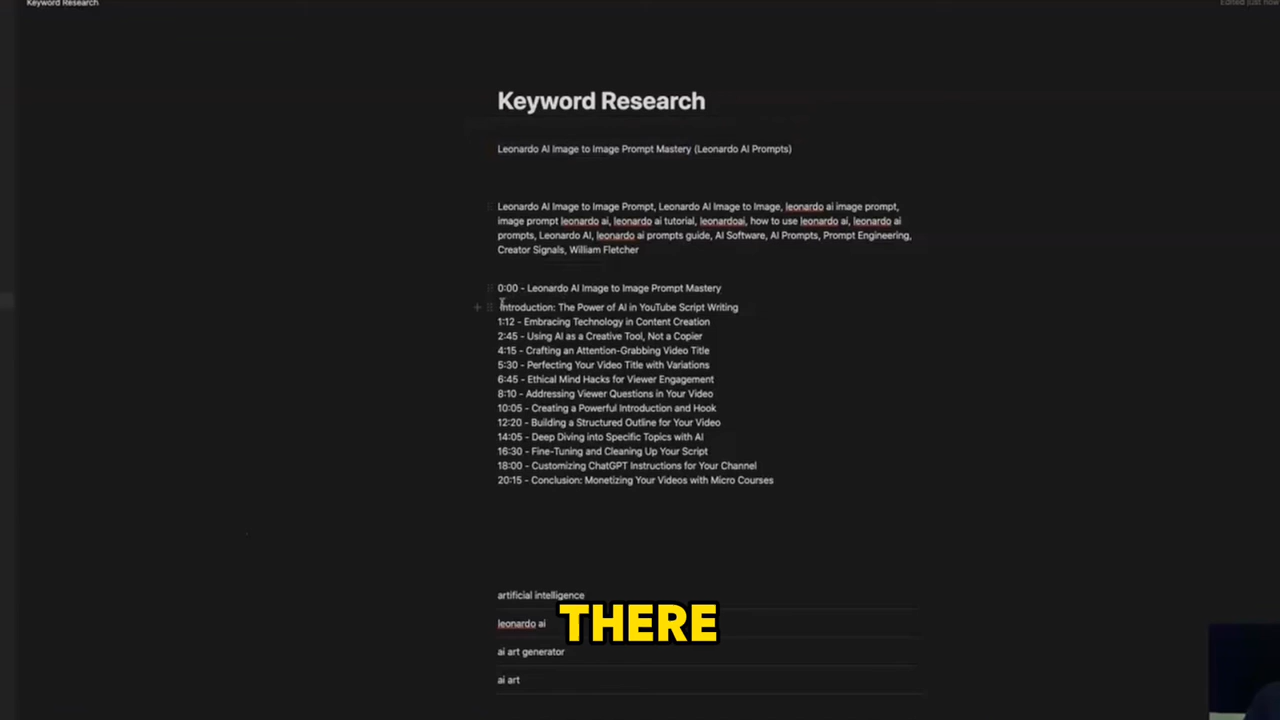 Keyword Research
Edited just now
Keyword Research
Leonardo AI Image to Image Prompt Mastery (Leonardo AI Prompts)
Leonardo AI Image to Image Prompt, Leonardo AI Image to Image, leonardo ai image prompt,
image prompt leonardo ai, leonardo ai tutorial, leonardoai, how to use leonardo ai, leonardo ai
prompts, Leonardo AI, leonardo ai prompts guide, AI Software, AI Prompts, Prompt Engineering,
Creator Signals, William Fletcher
0:00 - Leonardo AI Image to Image Prompt Mastery
Introduction: The Power of AI in YouTube Script Writing
1:12 - Embracing Technology in Content Creation
2:45 - Using AI as a Creative Tool, Not a Copier
4:15 - Crafting an Attention-Grabbing Video Title
5:30 - Perfecting Your Video Title with Variations
6:45 - Ethical Mind Hacks for Viewer Engagement
8:10 - Addressing Viewer Questions in Your Video
10:05 - Creating a Powerful Introduction and Hook
12:20 - Building a Structured Outline for Your Video
14:05 - Deep Diving into Specific Topics with AI
16:30 - Fine-Tuning and Cleaning Up Your Script
18:00 - Customizing ChatGPT Instructions for Your Channel
20:15 - Conclusion: Monetizing Your Videos with Micro Courses
artificial intelligence
leonardo ai
THERE
ai art generator
ai art